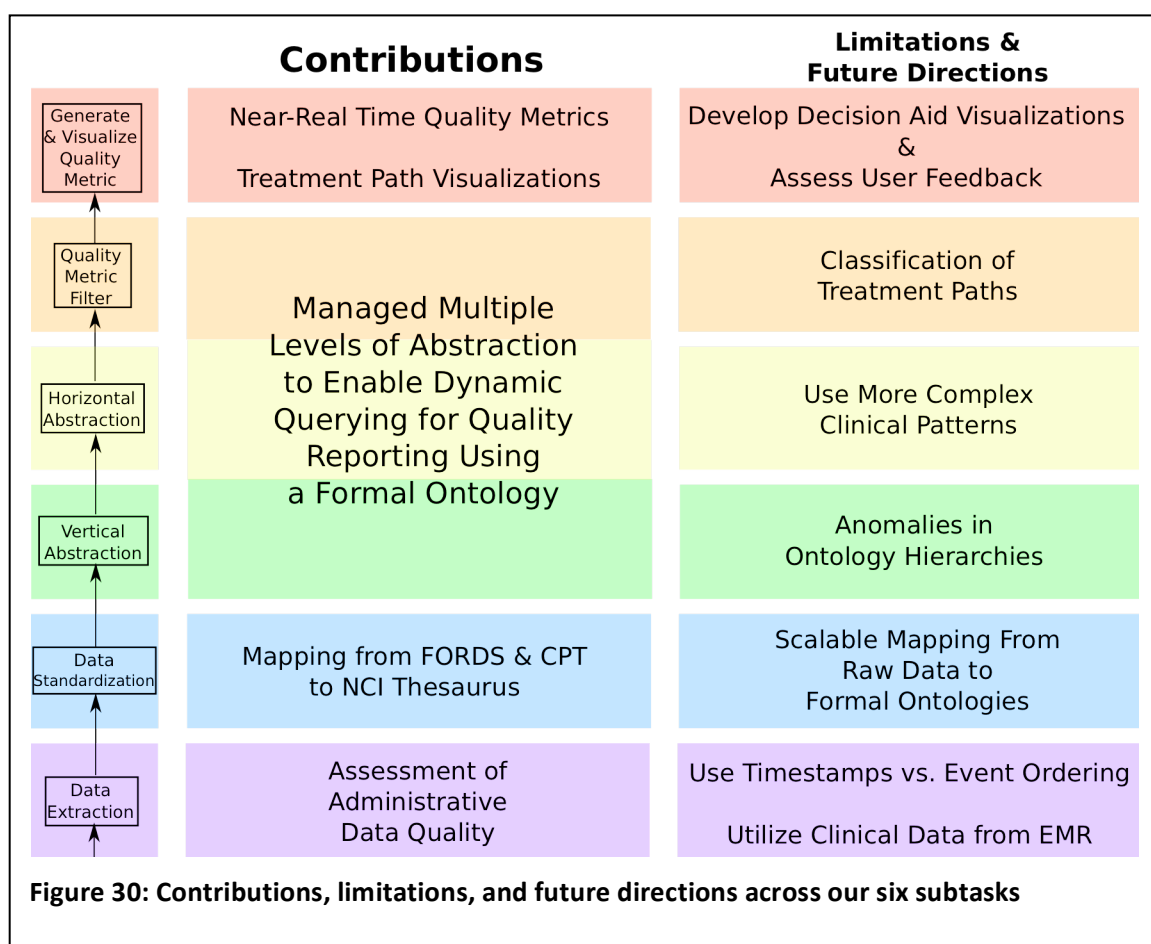 Contributions
Limitations &
Future Directions
Generate
& Visualize
Quality
Metric
Near-Real Time Quality Metrics
Treatment Path Visualizations
Develop Decision Aid Visualizations
&
Assess User Feedback
Quality
Metric
Filter
Classification of
Treatment Paths
Managed Multiple
Levels of Abstraction
to Enable Dynamic
Querying for Quality
Reporting Using
a Formal Ontology
Horizontal
Abstraction
Use More Complex
Clinical Patterns
Vertical
Abstraction
Anomalies in
Ontology Hierarchies
Data
Standardization
Mapping from FORDS & CPT
to NCI Thesaurus
Scalable Mapping From
Raw Data to
Formal Ontologies
Data
Extraction
Assessment of
Administrative
Data Quality
Use Timestamps vs. Event Ordering
Utilize Clinical Data from EMR
Figure 30: Contributions, limitations, and future directions across our six subtasks